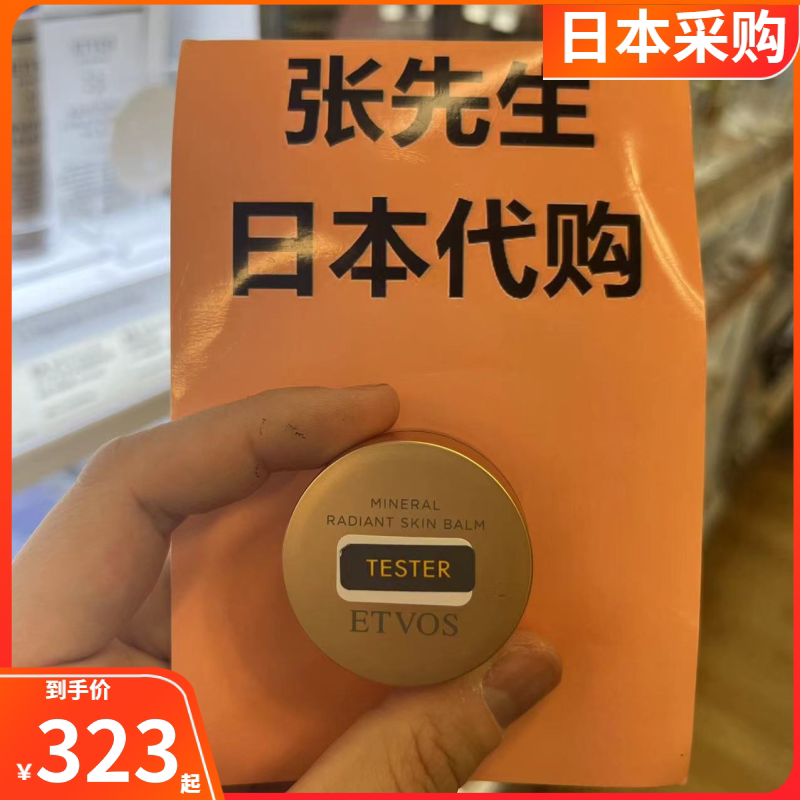 日本采购
张先生
日本代购
MINERAL
RADIANT SKIN BALM
TESTER
ETVOS
到手价
¥323起